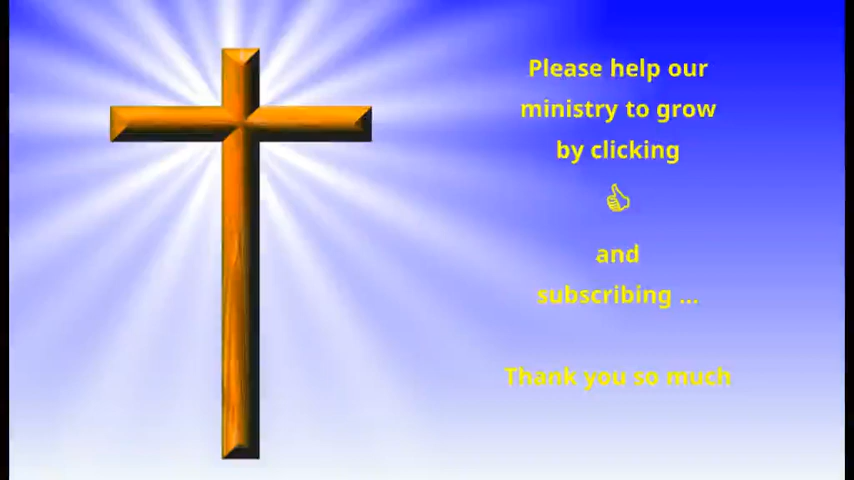 Please help our
ministry to grow
by clicking
👍
and
subscribing ...
Thank you so much